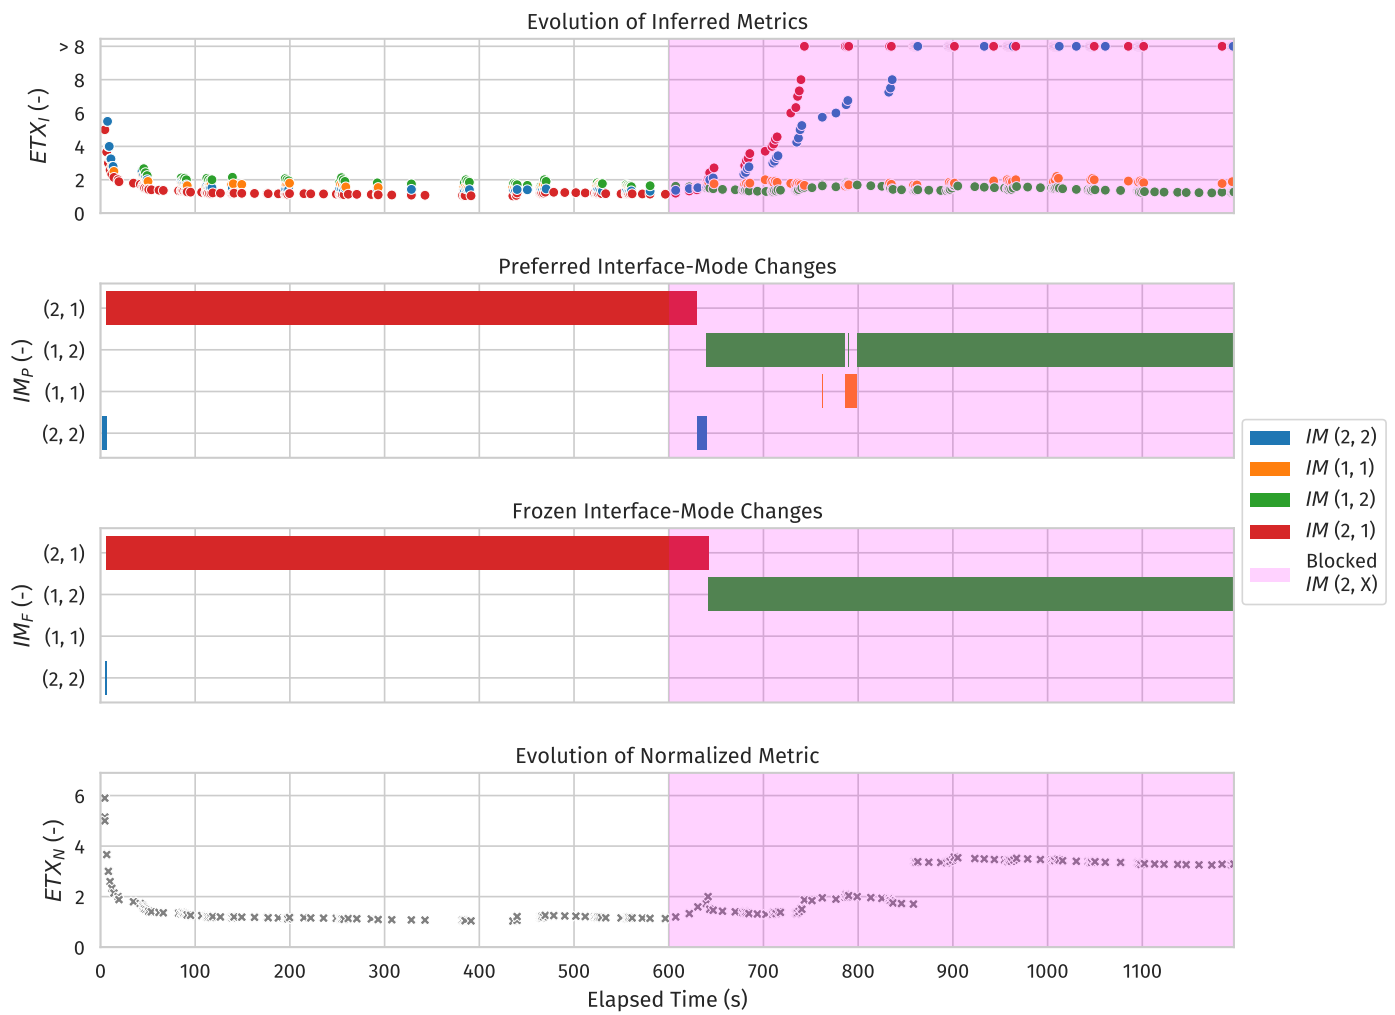 Evolution of Inferred Metrics
ETX_I (-)
> 8
8
6
4
2
0
Preferred Interface-Mode Changes
IM_P (-)
(2, 1)
(1, 2)
(1, 1)
(2, 2)
Frozen Interface-Mode Changes
IM_F (-)
(2, 1)
(1, 2)
(1, 1)
(2, 2)
IM (2, 2)
IM (1, 1)
IM (1, 2)
IM (2, 1)
Blocked
IM (2, X)
Evolution of Normalized Metric
ETX_N (-)
6
4
2
0
0 100 200 300 400 500 600 700 800 900 1000 1100
Elapsed Time (s)